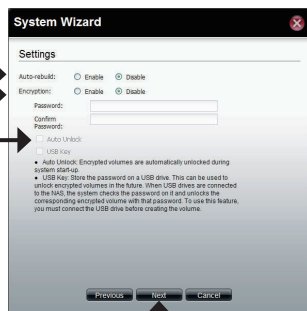 System Wizard
Settings
Auto-rebuild: Enable Disable
Encryption: Enable Disable
Password:
Confirm
Password:
Auto Unlock
USB Key
● Auto Unlock: Encrypted volumes are automatically unlocked during
system start-up.
● USB Key: Store the password on a USB drive. This can be used to
unlock encrypted volumes in the future. When USB drives are connected
to the NAS, the system checks the password on it and unlocks the
corresponding encrypted volume with that password. To use this feature,
you must connect the USB drive before creating the volume.
Previous Next Cancel